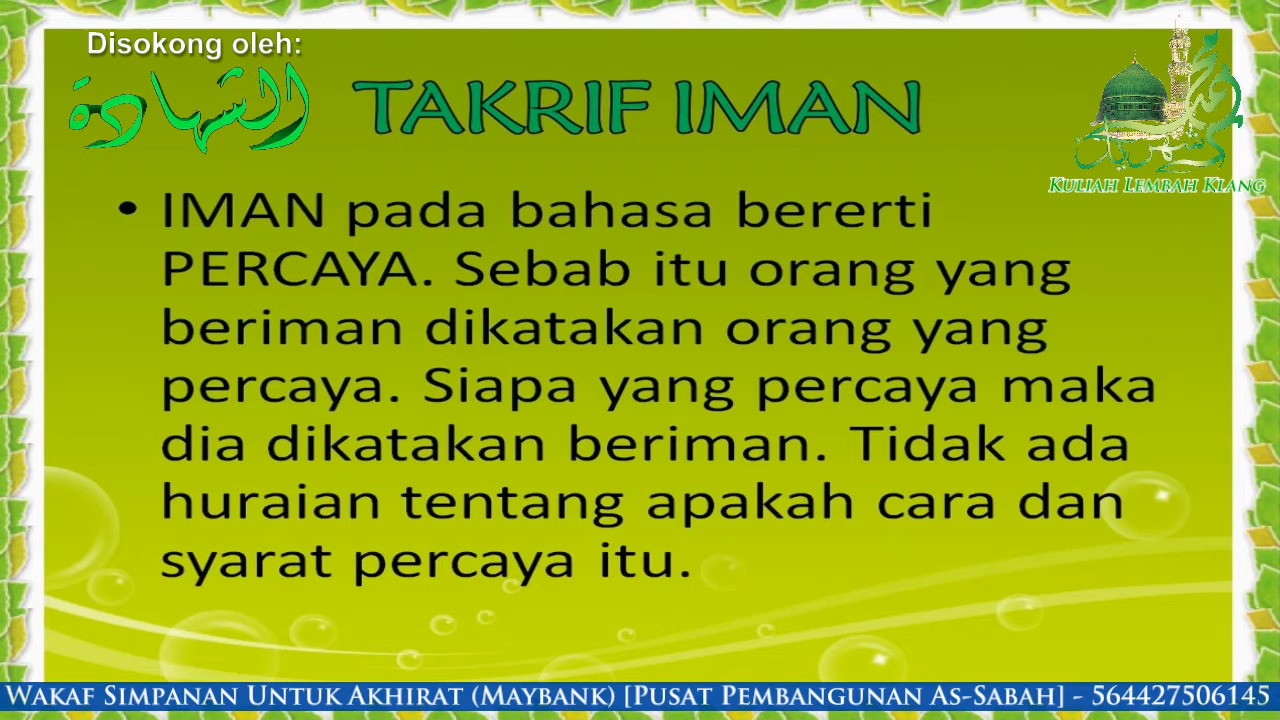 Disokong oleh:
الشهادة
TAKRIF IMAN
KULIAH LEMBAH KLANG
• IMAN pada bahasa bererti
PERCAYA. Sebab itu orang yang
beriman dikatakan orang yang
percaya. Siapa yang percaya maka
dia dikatakan beriman. Tidak ada
huraian tentang apakah cara dan
syarat percaya itu.
WAKAF SIMPANAN UNTUK AKHIRAT (MAYBANK) [PUSAT PEMBANGUNAN AS-SABAH] - 564427506145